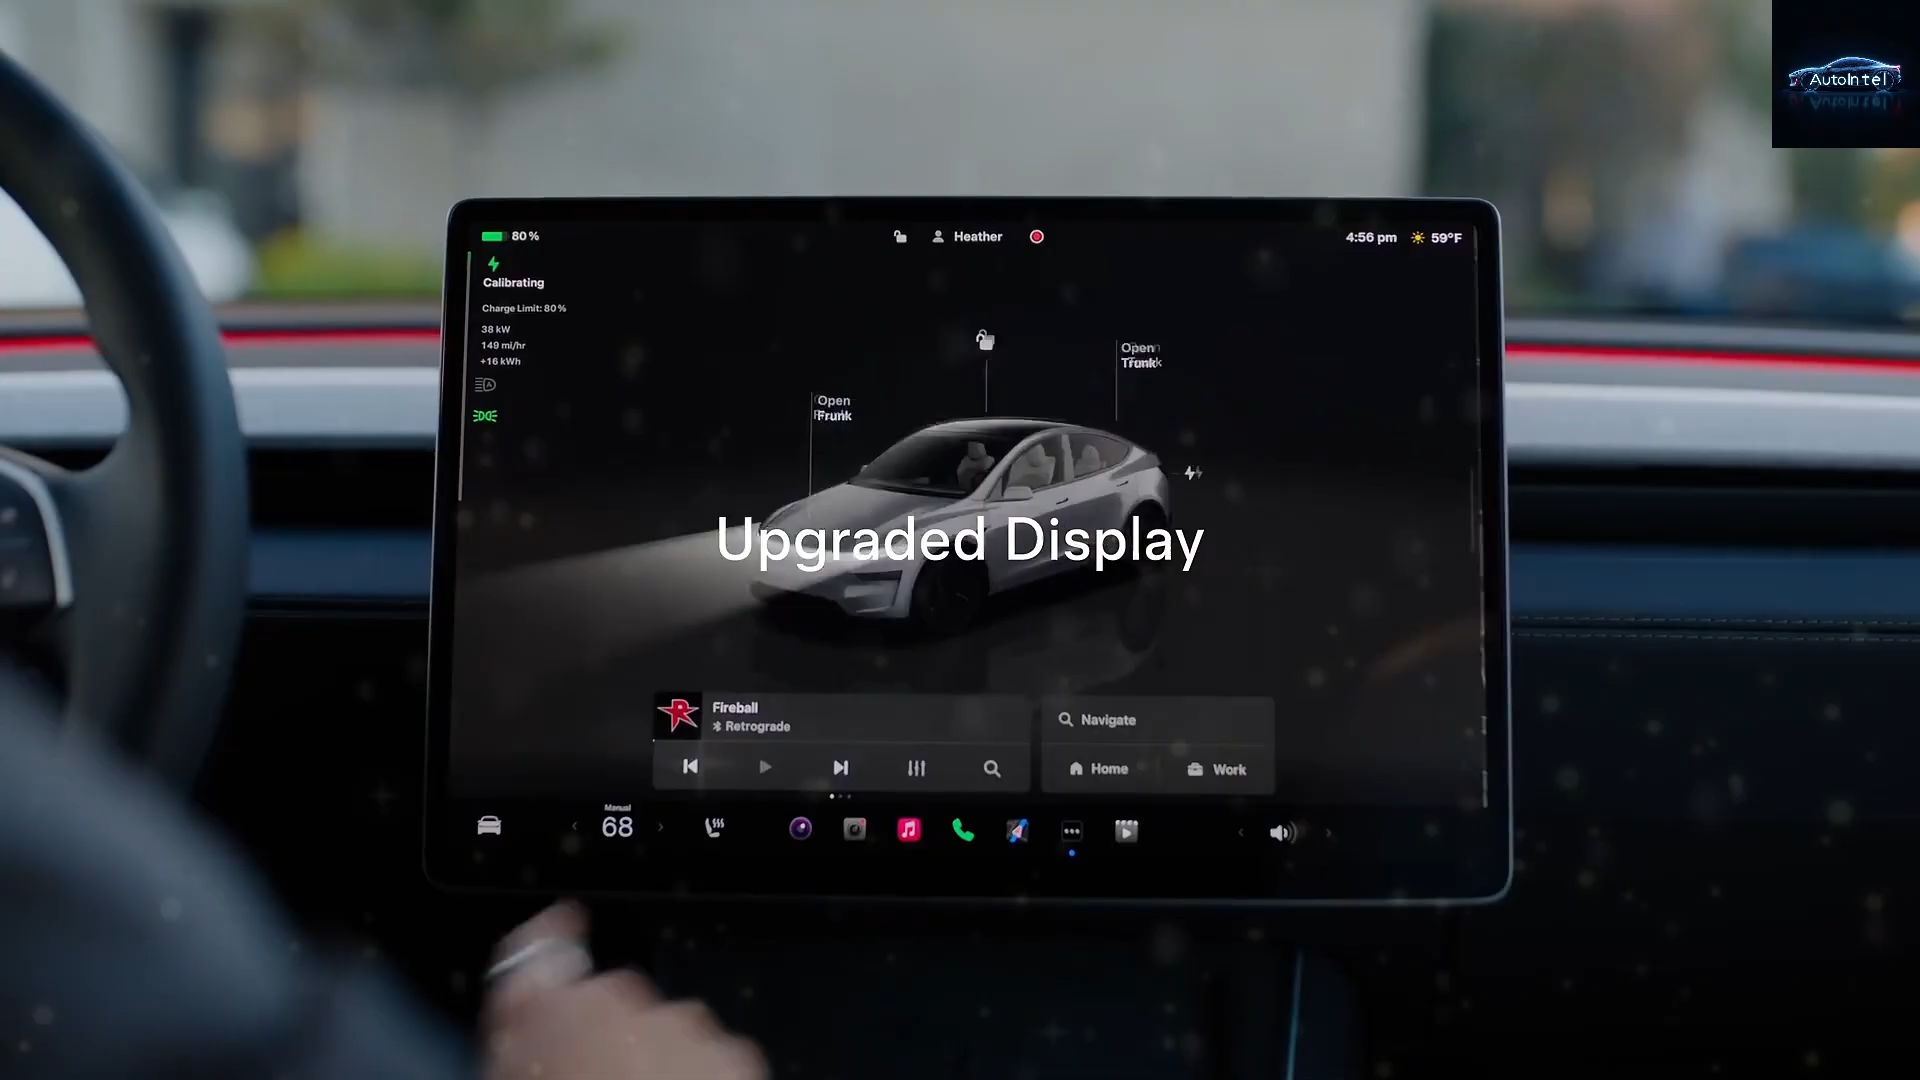 AutoIntel
80%
Heather
4:56 pm
59°F
Calibrating
Charge Limit: 80%
38 kW
149 mi/hr
+16 kWh
Open
Trunk
Open
Frunk
Upgraded Display
Fireball
Retrograde
Navigate
Home
Work
Manual
68